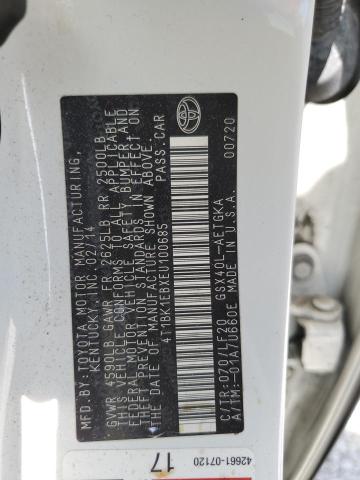 MFD. BY: TOYOTA MOTOR MANUFACTURING,
KENTUCKY, INC. 02/14
GVWR 4590LB GAWR FR 2625LB RR 2500LB
THIS VEHICLE CONFORMS TO ALL APPLICABLE
FEDERAL MOTOR VEHICLE SAFETY, BUMPER, AND
THEFT PREVENTION STANDARDS IN EFFECT ON
THE DATE OF MANUFACTURE SHOWN ABOVE.
4T1BK1EBXEU100685 PASS.CAR
C/TR:070/LF20 GSX40L-AETGKA
A/TM:-01A/U660E MADE IN U.S.A.
00720
42661-07120
17